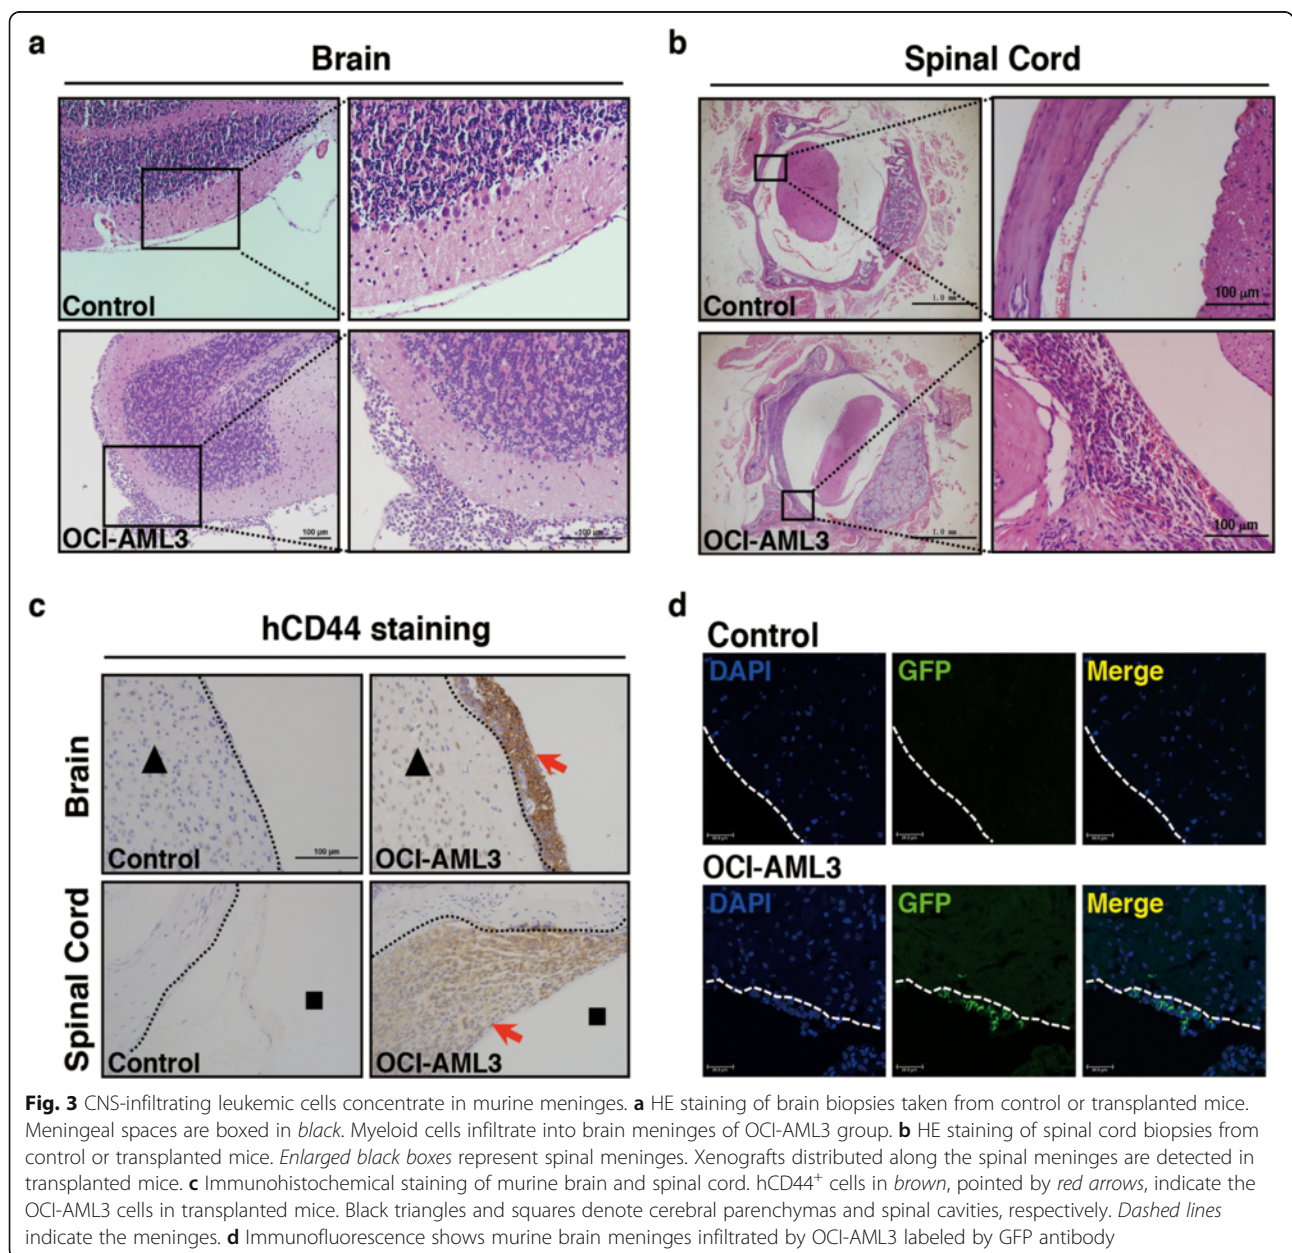 a
Brain
Control
OCI-AML3
100 µm
100 µm
b
Spinal Cord
Control
1.0 mm
100 µm
OCI-AML3
1.0 mm
100 µm
c
hCD44 staining
Brain
Control
100 µm
OCI-AML3
Spinal Cord
Control
OCI-AML3
d
Control
DAPI
GFP
Merge
OCI-AML3
DAPI
GFP
Merge
Fig. 3 CNS-infiltrating leukemic cells concentrate in murine meninges. a HE staining of brain biopsies taken from control or transplanted mice.
Meningeal spaces are boxed in black. Myeloid cells infiltrate into brain meninges of OCI-AML3 group. b HE staining of spinal cord biopsies from
control or transplanted mice. Enlarged black boxes represent spinal meninges. Xenografts distributed along the spinal meninges are detected in
transplanted mice. c Immunohistochemical staining of murine brain and spinal cord. hCD44⁺ cells in brown, pointed by red arrows, indicate the
OCI-AML3 cells in transplanted mice. Black triangles and squares denote cerebral parenchymas and spinal cavities, respectively. Dashed lines
indicate the meninges. d Immunofluorescence shows murine brain meninges infiltrated by OCI-AML3 labeled by GFP antibody